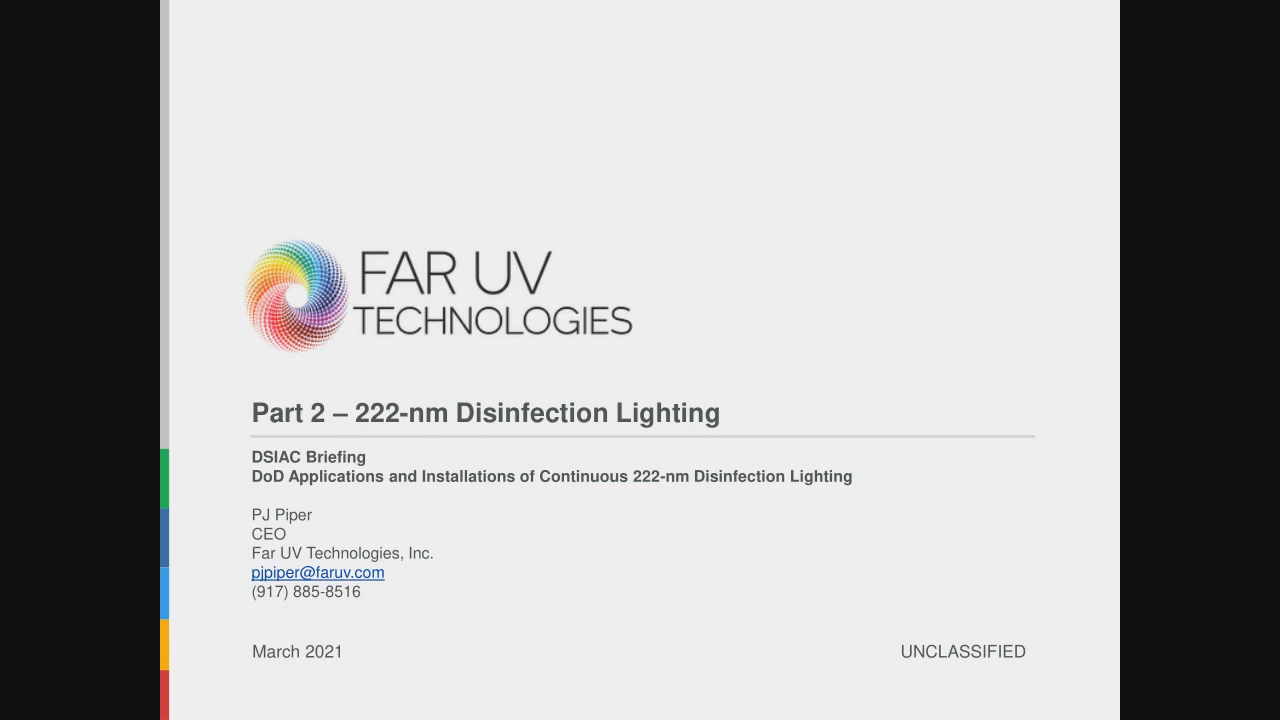 FAR UV
TECHNOLOGIES
Part 2 – 222-nm Disinfection Lighting
DSIAC Briefing
DoD Applications and Installations of Continuous 222-nm Disinfection Lighting
PJ Piper
CEO
Far UV Technologies, Inc.
pjpiper@faruv.com
(917) 885-8516
March 2021
UNCLASSIFIED